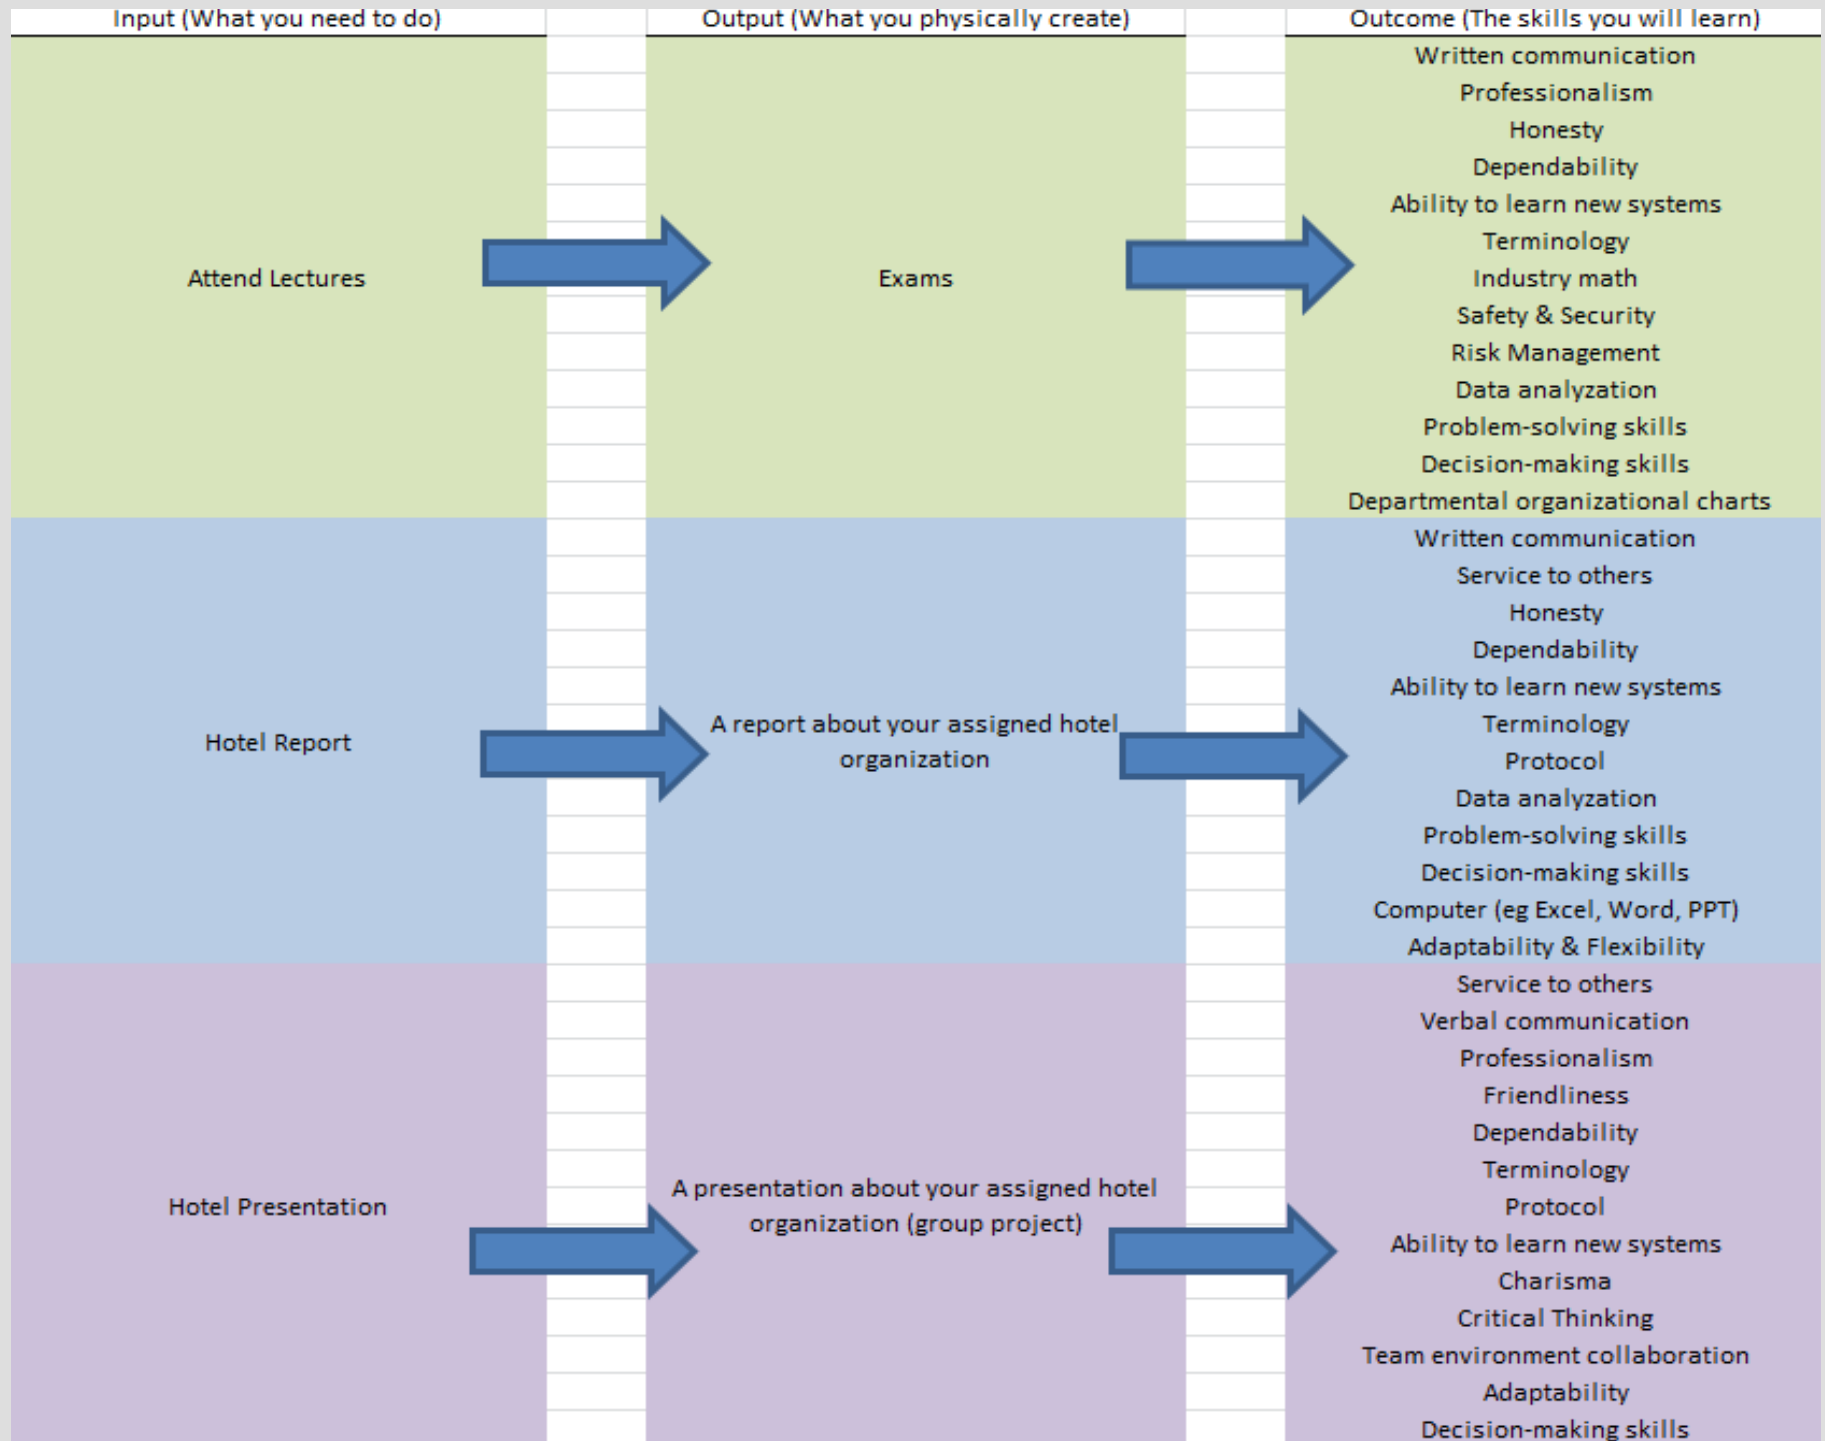 Input (What you need to do)
Output (What you physically create)
Outcome (The skills you will learn)
Attend Lectures
Exams
Written communication
Professionalism
Honesty
Dependability
Ability to learn new systems
Terminology
Industry math
Safety & Security
Risk Management
Data analyzation
Problem-solving skills
Decision-making skills
Departmental organizational charts
Hotel Report
A report about your assigned hotel
organization
Written communication
Service to others
Honesty
Dependability
Ability to learn new systems
Terminology
Protocol
Data analyzation
Problem-solving skills
Decision-making skills
Computer (eg Excel, Word, PPT)
Adaptability & Flexibility
Hotel Presentation
A presentation about your assigned hotel
organization (group project)
Service to others
Verbal communication
Professionalism
Friendliness
Dependability
Terminology
Protocol
Ability to learn new systems
Charisma
Critical Thinking
Team environment collaboration
Adaptability
Decision-making skills